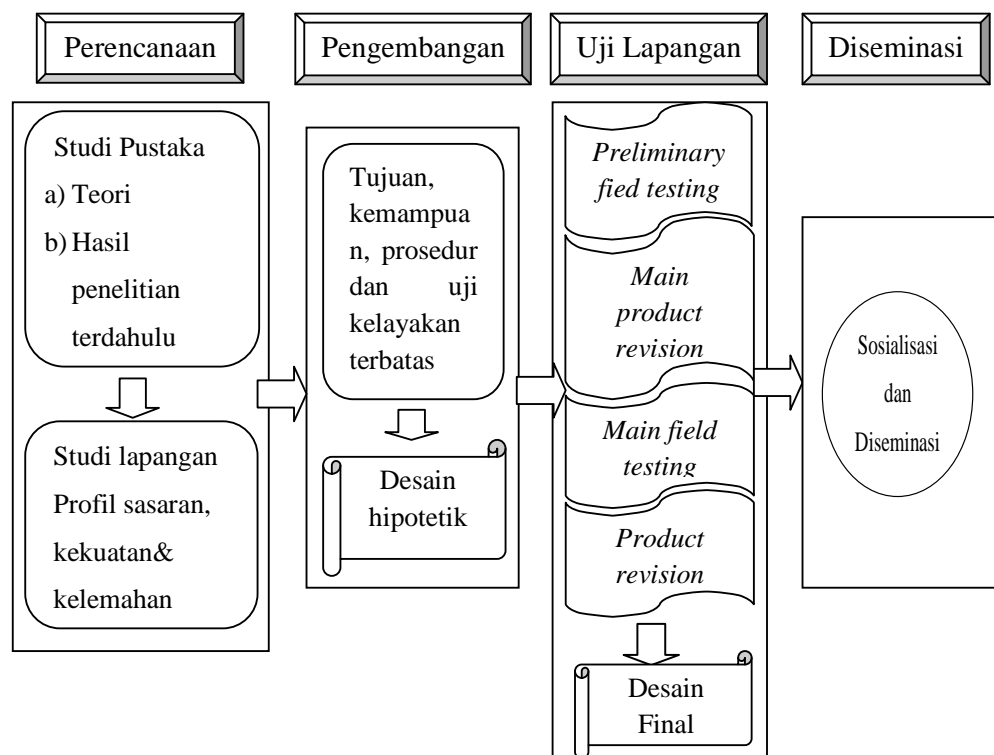 Perencanaan
Pengembangan
Uji Lapangan
Diseminasi
Studi Pustaka
a) Teori
b) Hasil
penelitian
terdahulu
Studi lapangan
Profil sasaran,
kekuatan&
kelemahan
Tujuan,
kemampua
n, prosedur
dan uji
kelayakan
terbatas
Desain
hipotetik
Preliminary
fied testing
Main
product
revision
Main field
testing
Product
revision
Desain
Final
Sosialisasi
dan
Diseminasi